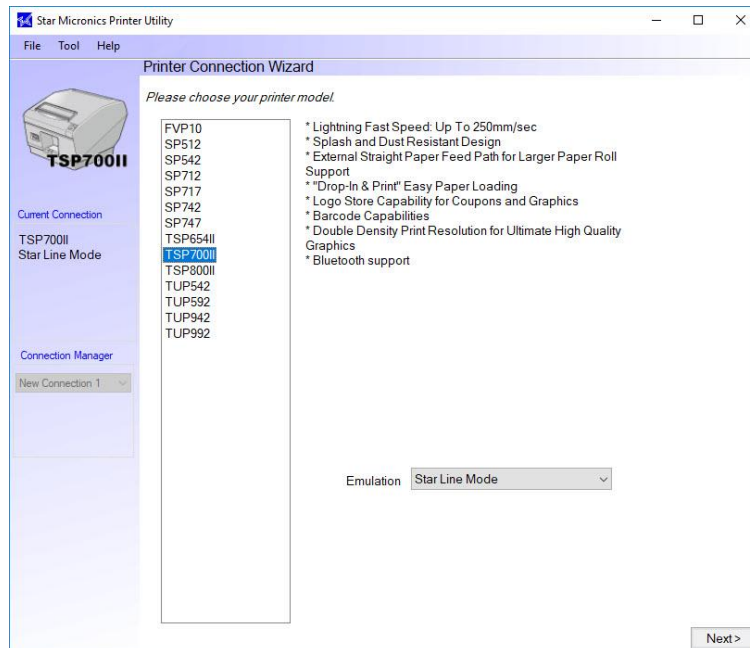 Star Micronics Printer Utility
File Tool Help
Printer Connection Wizard
TSP700II
Current Connection
TSP700II
Star Line Mode
Connection Manager
New Connection 1
Please choose your printer model.
FVP10
SP512
SP542
SP712
SP717
SP742
SP747
TSP654II
TSP700II
TSP800II
TUP542
TUP592
TUP942
TUP992
* Lightning Fast Speed: Up To 250mm/sec
* Splash and Dust Resistant Design
* External Straight Paper Feed Path for Larger Paper Roll
Support
* "Drop-In & Print" Easy Paper Loading
* Logo Store Capability for Coupons and Graphics
* Barcode Capabilities
* Double Density Print Resolution for Ultimate High Quality
Graphics
* Bluetooth support
Emulation Star Line Mode
Next >